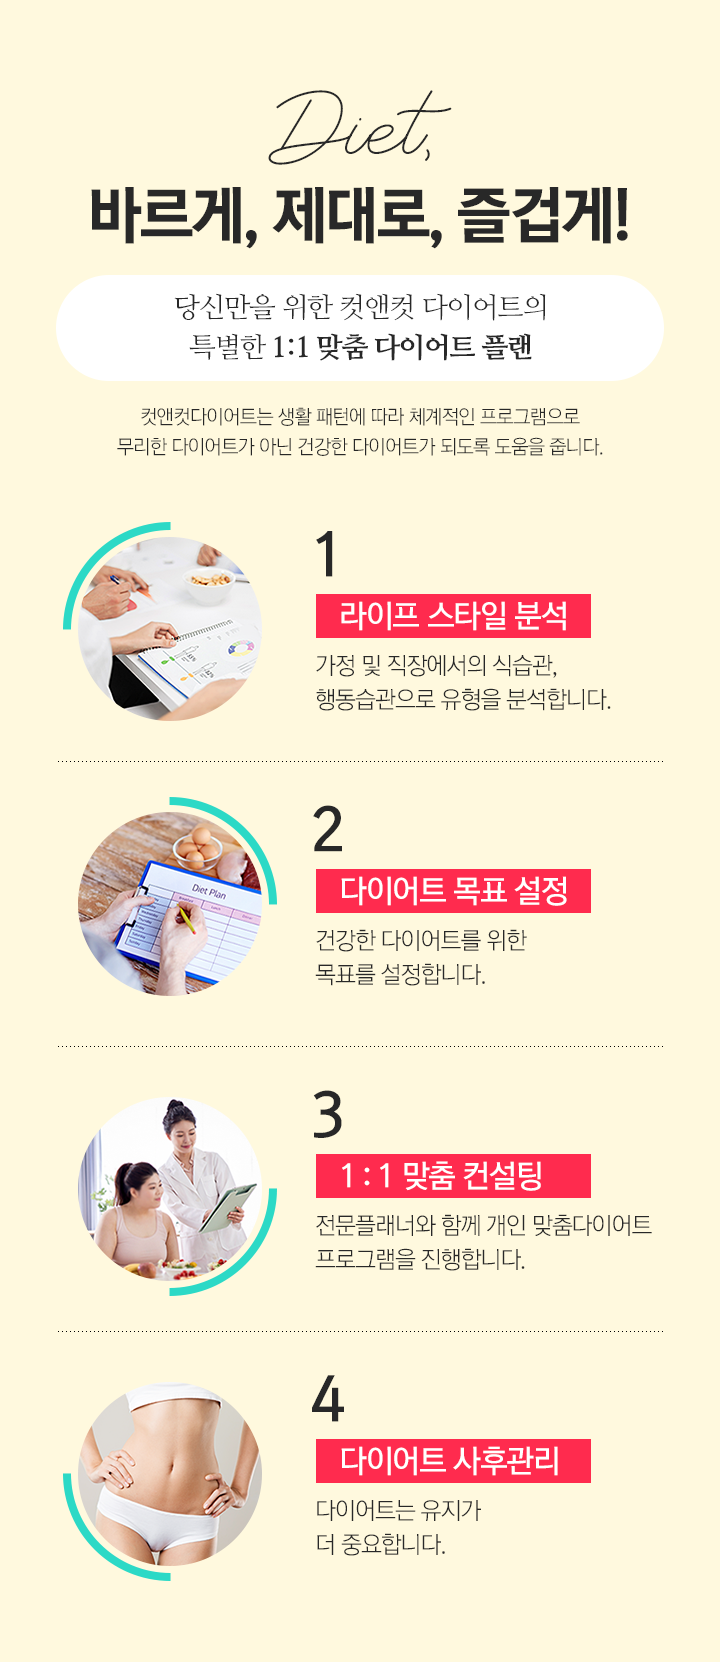 Diet,
바르게, 제대로, 즐겁게!
당신만을 위한 컷앤컷 다이어트의
특별한 1:1 맞춤 다이어트 플랜
컷앤컷다이어트는 생활 패턴에 따라 체계적인 프로그램으로
무리한 다이어트가 아닌 건강한 다이어트가 되도록 도움을 줍니다.
1
라이프 스타일 분석
가정 및 직장에서의 식습관,
행동습관으로 유형을 분석합니다.
2
Diet Plan
다이어트 목표 설정
건강한 다이어트를 위한
목표를 설정합니다.
3
1 : 1 맞춤 컨설팅
전문플래너와 함께 개인 맞춤다이어트
프로그램을 진행합니다.
4
다이어트 사후관리
다이어트는 유지가
더 중요합니다.